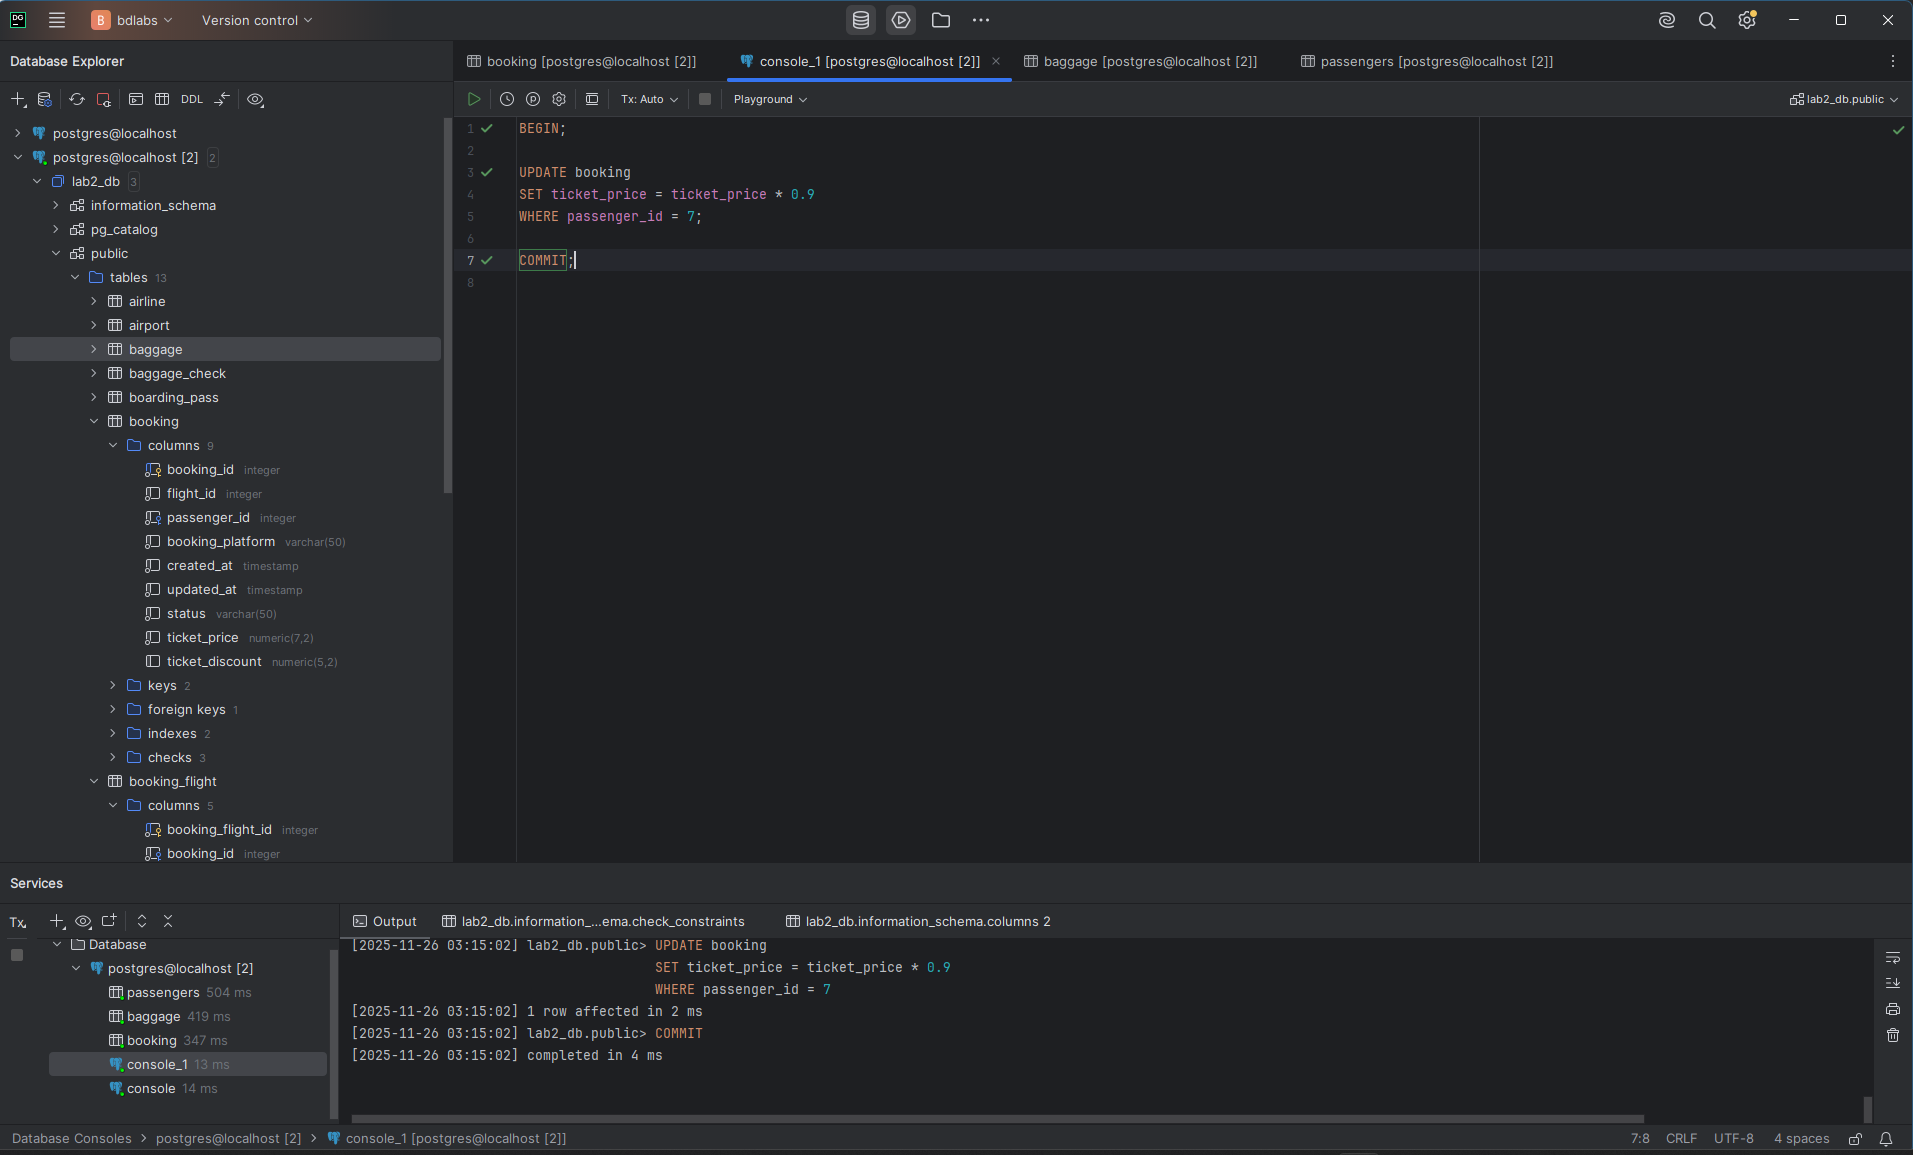 DG
B bdlabs Version control
Database Explorer
booking [postgres@localhost [2]] console_1 [postgres@localhost [2]] baggage [postgres@localhost [2]] passengers [postgres@localhost [2]]
DDL Tx: Auto Playground lab2_db.public
postgres@localhost
postgres@localhost [2] 2
lab2_db 3
information_schema
pg_catalog
public
tables 13
airline
airport
baggage
baggage_check
boarding_pass
booking
columns 9
booking_id integer
flight_id integer
passenger_id integer
booking_platform varchar(50)
created_at timestamp
updated_at timestamp
status varchar(50)
ticket_price numeric(7,2)
ticket_discount numeric(5,2)
keys 2
foreign keys 1
indexes 2
checks 3
booking_flight
columns 5
booking_flight_id integer
booking_id integer
1 BEGIN;
2
3 UPDATE booking
4 SET ticket_price = ticket_price * 0.9
5 WHERE passenger_id = 7;
6
7 COMMIT;
8
Services
Tx
Database
postgres@localhost [2]
passengers 504 ms
baggage 419 ms
booking 347 ms
console_1 13 ms
console 14 ms
Output lab2_db.information_...ema.check_constraints lab2_db.information_schema.columns 2
[2025-11-26 03:15:02] lab2_db.public> UPDATE booking
SET ticket_price = ticket_price * 0.9
WHERE passenger_id = 7
[2025-11-26 03:15:02] 1 row affected in 2 ms
[2025-11-26 03:15:02] lab2_db.public> COMMIT
[2025-11-26 03:15:02] completed in 4 ms
Database Consoles > postgres@localhost [2] > console_1 [postgres@localhost [2]] 7:8 CRLF UTF-8 4 spaces